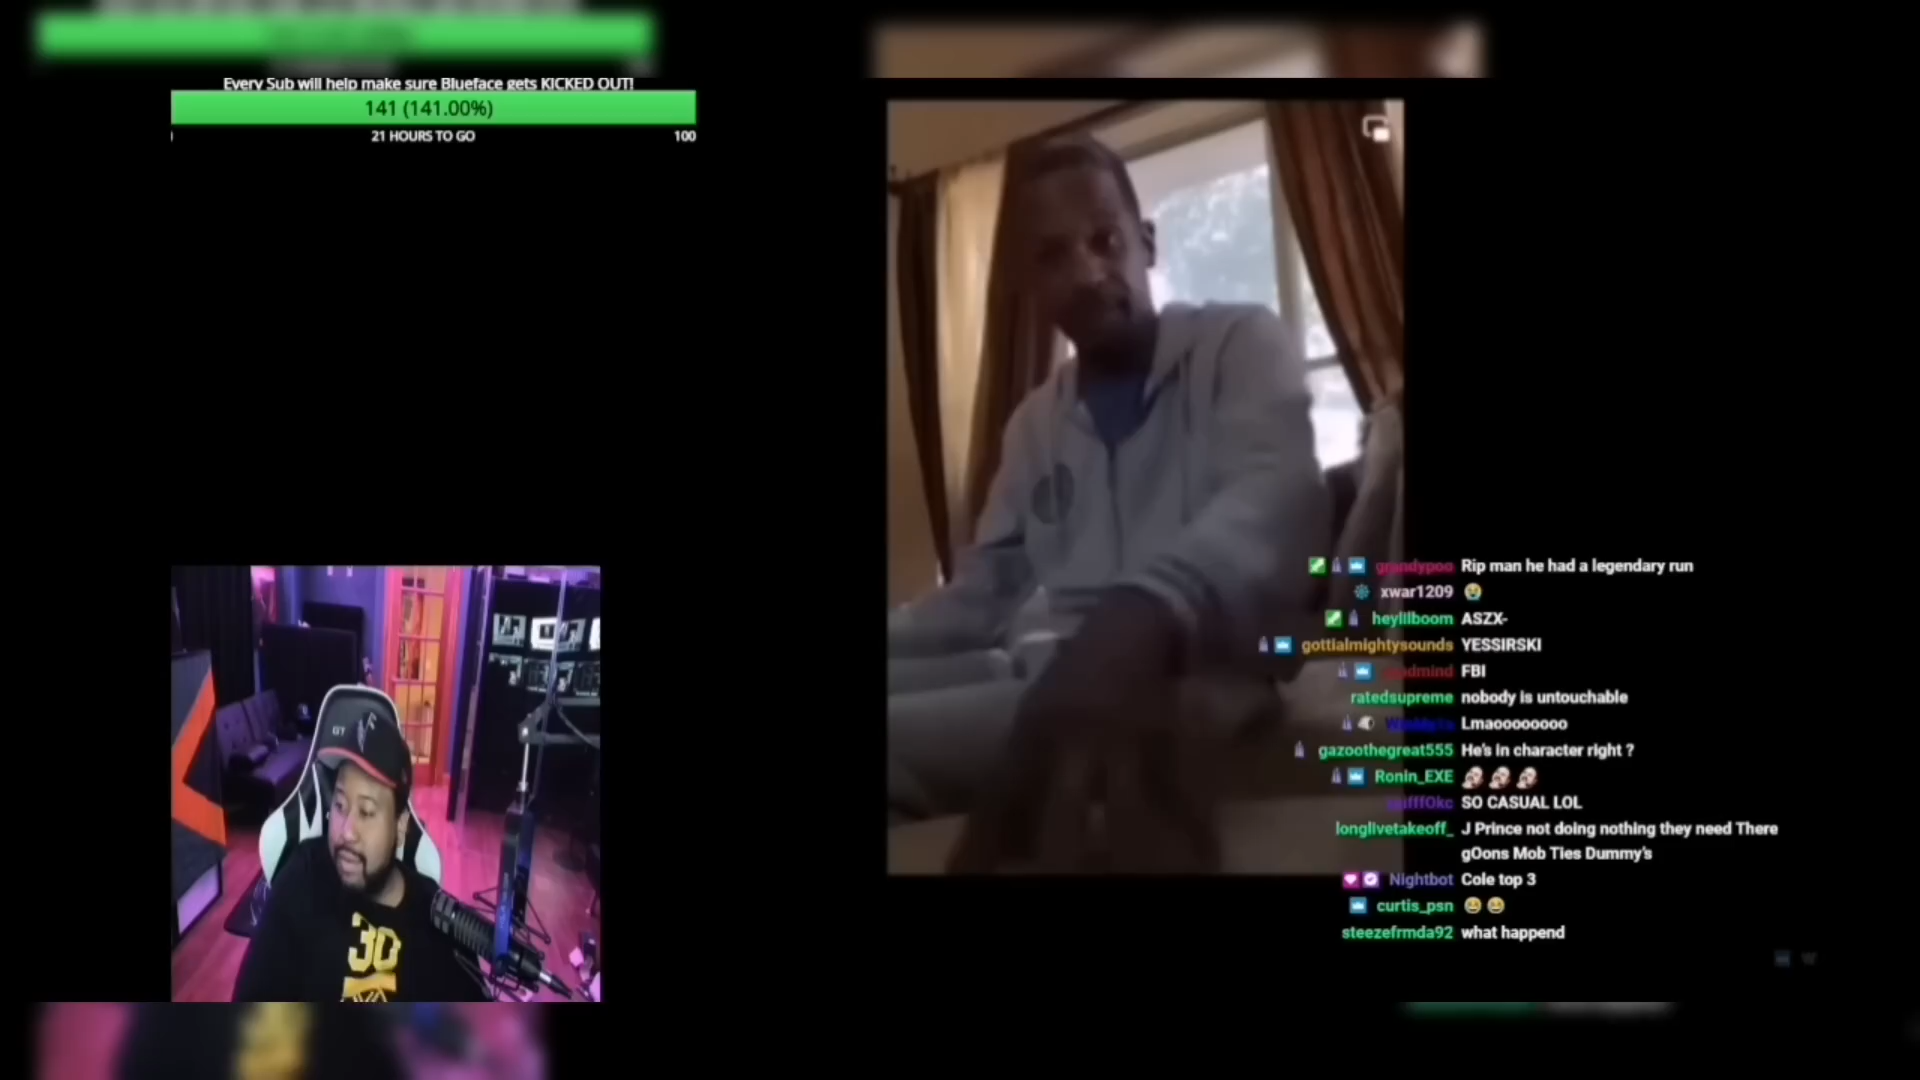 Every Sub will help make sure Blueface gets KICKED OUT!
141 (141.00%)
21 HOURS TO GO
100
GT
30
grandypoo Rip man he had a legendary run
xwar1209
heylilboom ASZX-
gottialmightysounds YESSIRSKI
FBI
ratedsupreme nobody is untouchable
Lmaoooooooo
gazoothegreat555 He's in character right ?
Ronin_EXE
SO CASUAL LOL
longlivetakeoff_ J Prince not doing nothing they need There
gOons Mob Ties Dummy's
Nightbot Cole top 3
curtis_psn
steezefrmda92 what happend